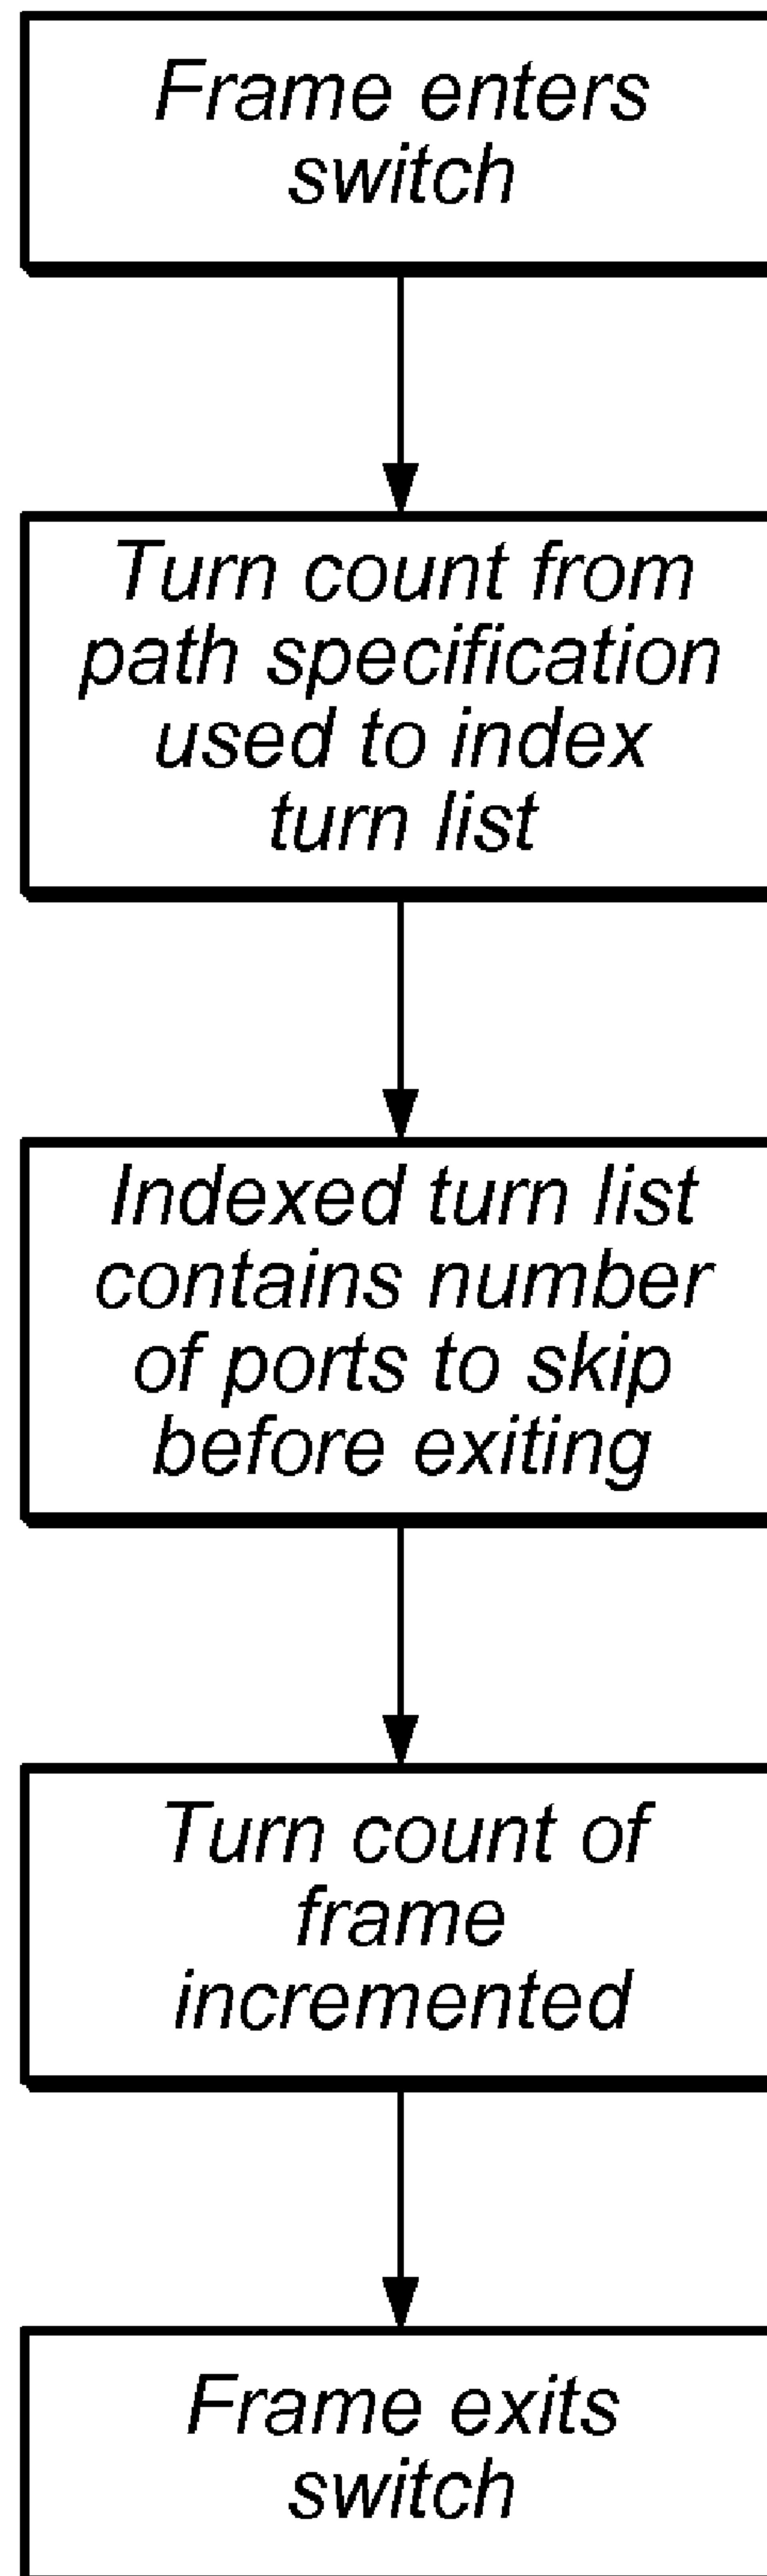 Frame enters
switch
Turn count from
path specification
used to index
turn list
Indexed turn list
contains number
of ports to skip
before exiting
Turn count of
frame
incremented
Frame exits
switch